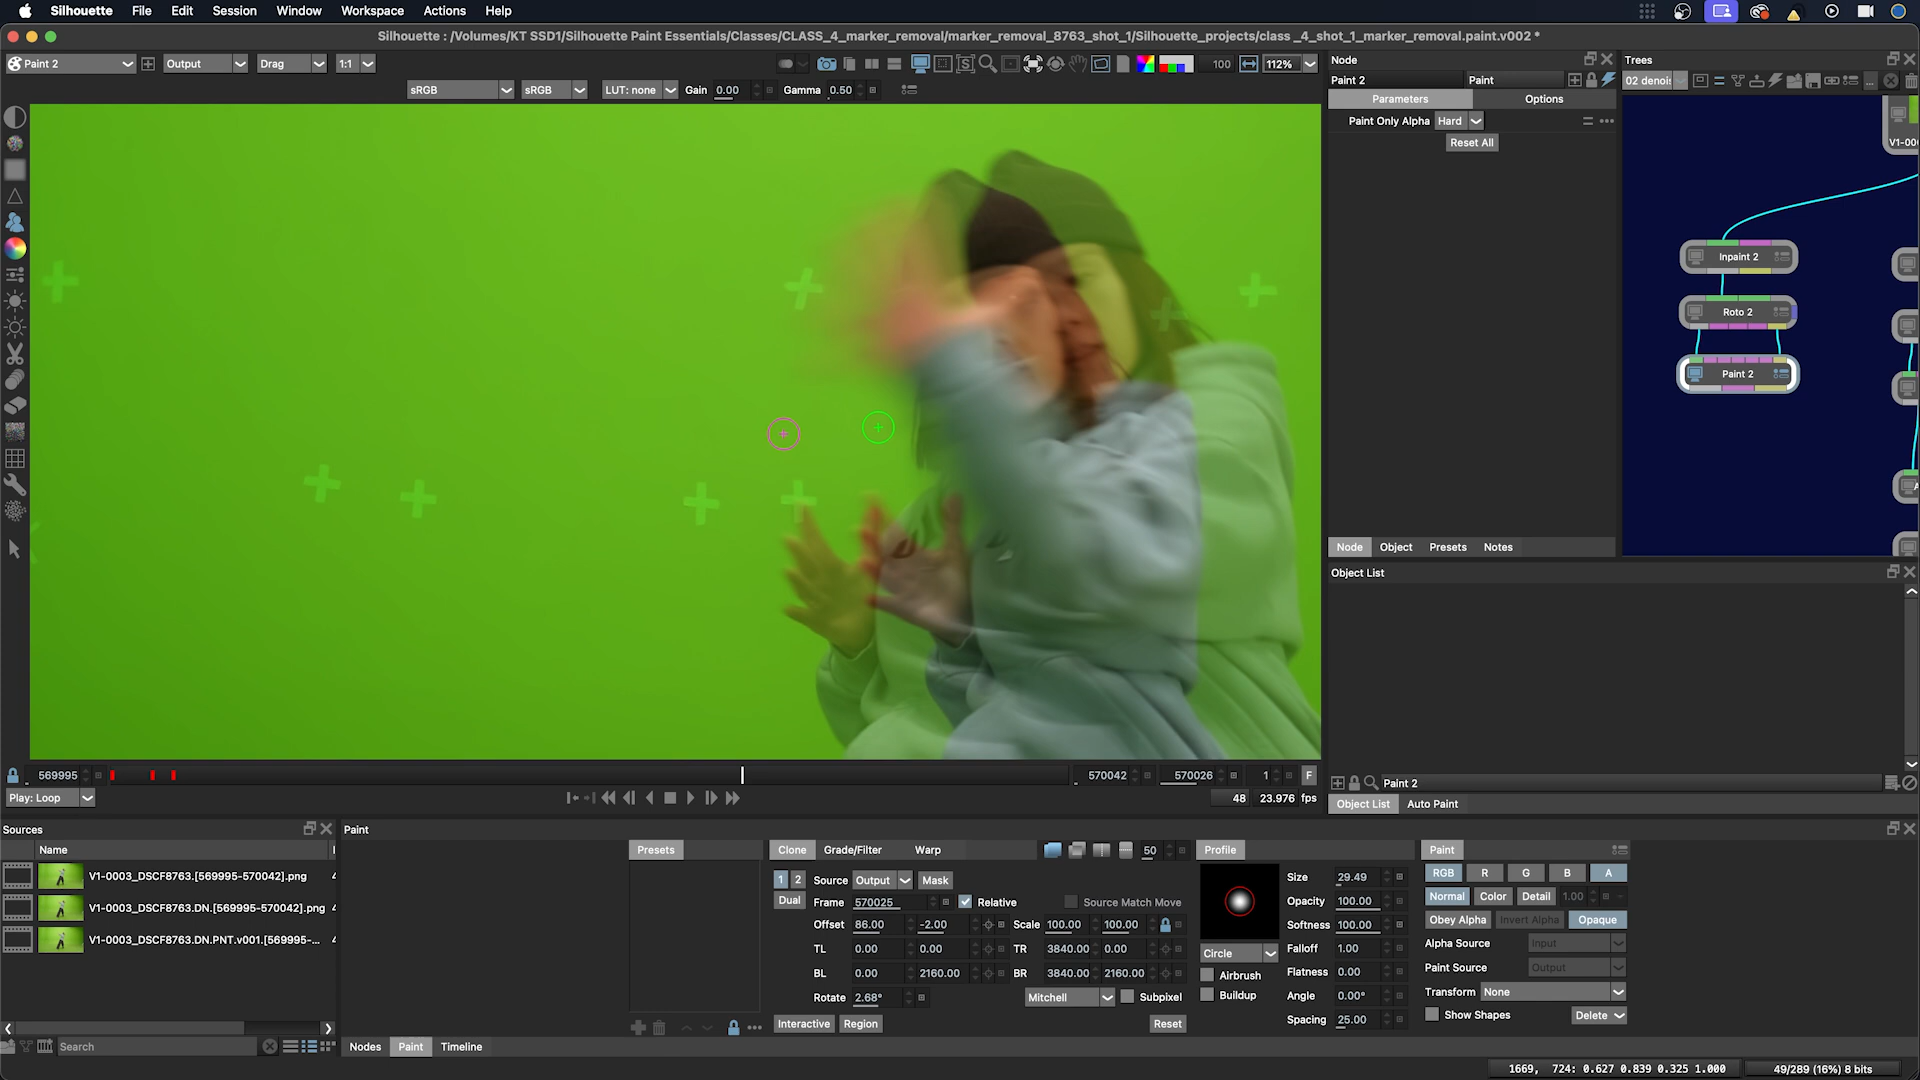 Silhouette File Edit Session Window Workspace Actions Help
Silhouette : /Volumes/KT SSD1/Silhouette Paint Essentials/Classes/CLASS_4_marker_removal/marker_removal_8763_shot_1/Silhouette_projects/class _4_shot_1_marker_removal.paint.v002 *
Paint 2 Output Drag 1:1 100 112%
sRGB sRGB LUT: none Gain 0.00 Gamma 0.50
Node
Paint 2 Paint
Parameters Options
Paint Only Alpha Hard
Reset All
Trees
02 denois
V1-000
Inpaint 2
Roto 2
Paint 2
Node Object Presets Notes
Object List
Paint 2
Object List Auto Paint
569995 570042 570026 1 F
Play: Loop 48 23.976 fps
Sources
Name
V1-0003_DSCF8763.[569995-570042].png
V1-0003_DSCF8763.DN.[569995-570042].png
V1-0003_DSCF8763.DN.PNT.v001.[569995-...
Search
Paint
Presets
Clone Grade/Filter Warp 50
1 2 Source Output Mask
Dual Frame 570025 Relative Source Match Move
Offset 86.00 -2.00 Scale 100.00 100.00
TL 0.00 0.00 TR 3840.00 0.00
BL 0.00 2160.00 BR 3840.00 2160.00
Rotate 2.68° Mitchell Subpixel
Interactive Region Reset
Profile
Circle
Airbrush
Buildup
Size 29.49
Opacity 100.00
Softness 100.00
Falloff 1.00
Flatness 0.00
Angle 0.00°
Spacing 25.00
Paint
RGB R G B A
Normal Color Detail 1.00
Obey Alpha Invert Alpha Opaque
Alpha Source Input
Paint Source Output
Transform None
Show Shapes Delete
Nodes Paint Timeline
1669, 724: 0.627 0.839 0.325 1.000 49/289 (16%) 8 bits